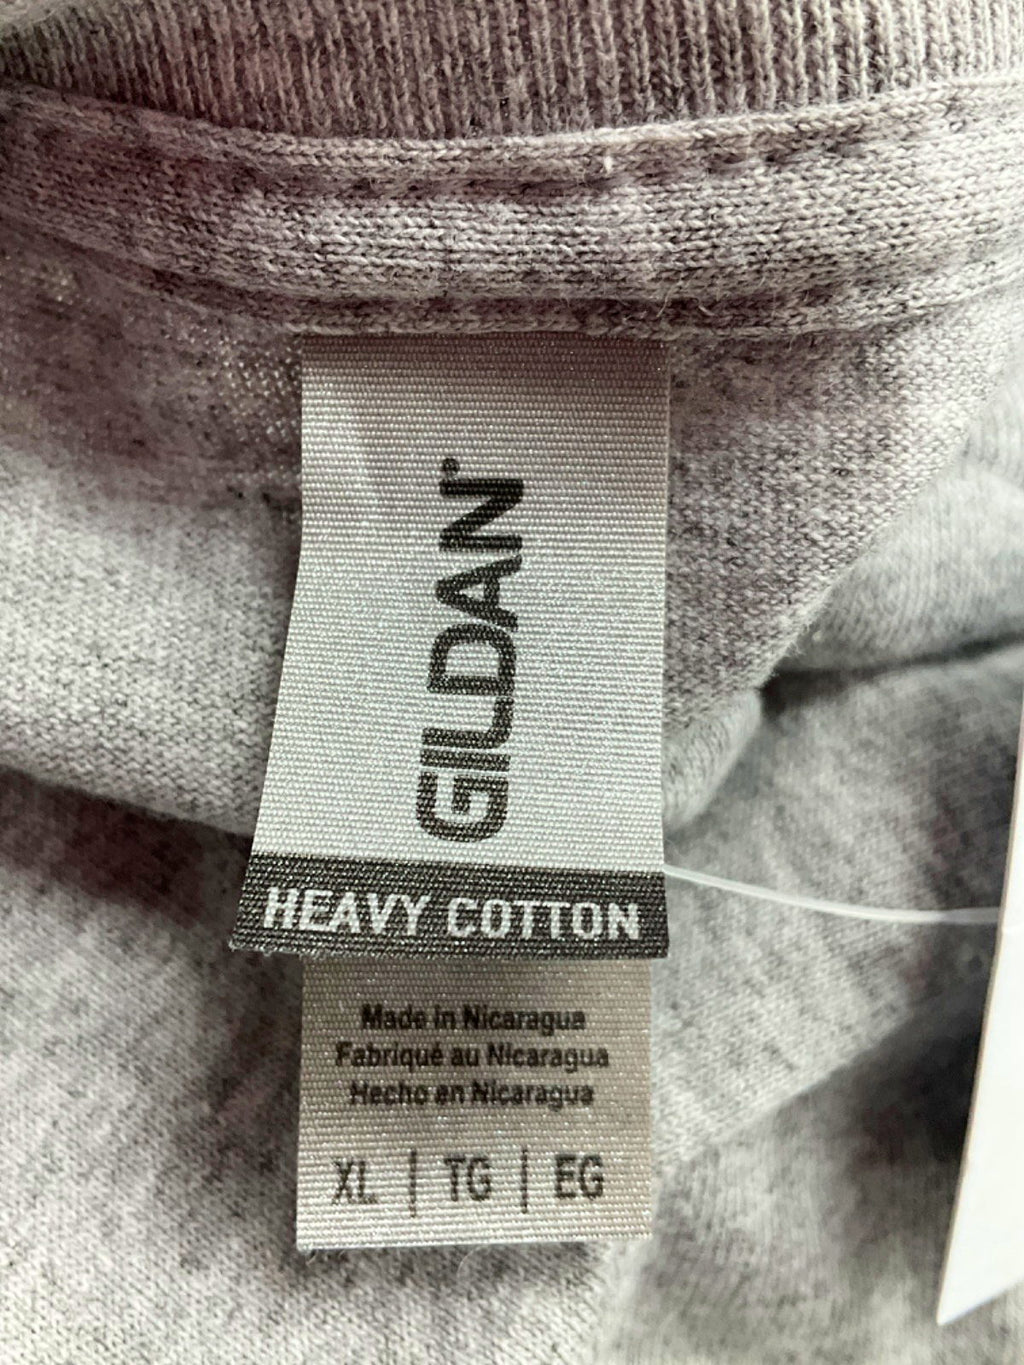 GILDAN®
HEAVY COTTON
Made in Nicaragua
Fabriqué au Nicaragua
Hecho en Nicaragua
XL | TG | EG